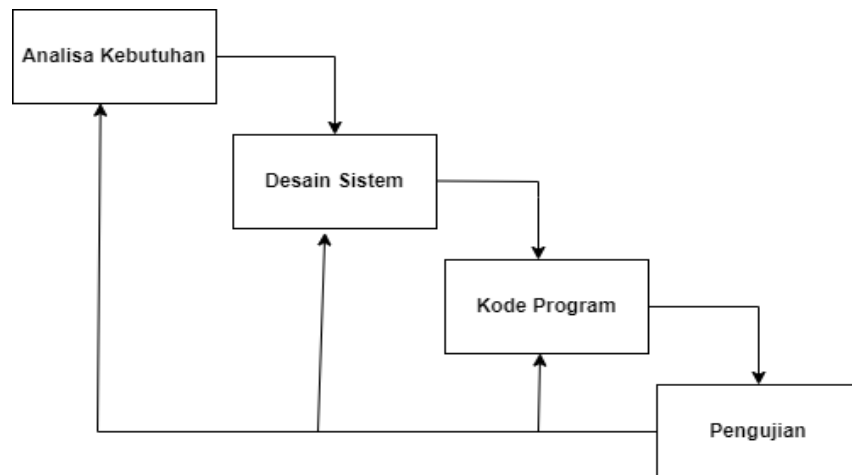 Analisa Kebutuhan
Desain Sistem
Kode Program
Pengujian